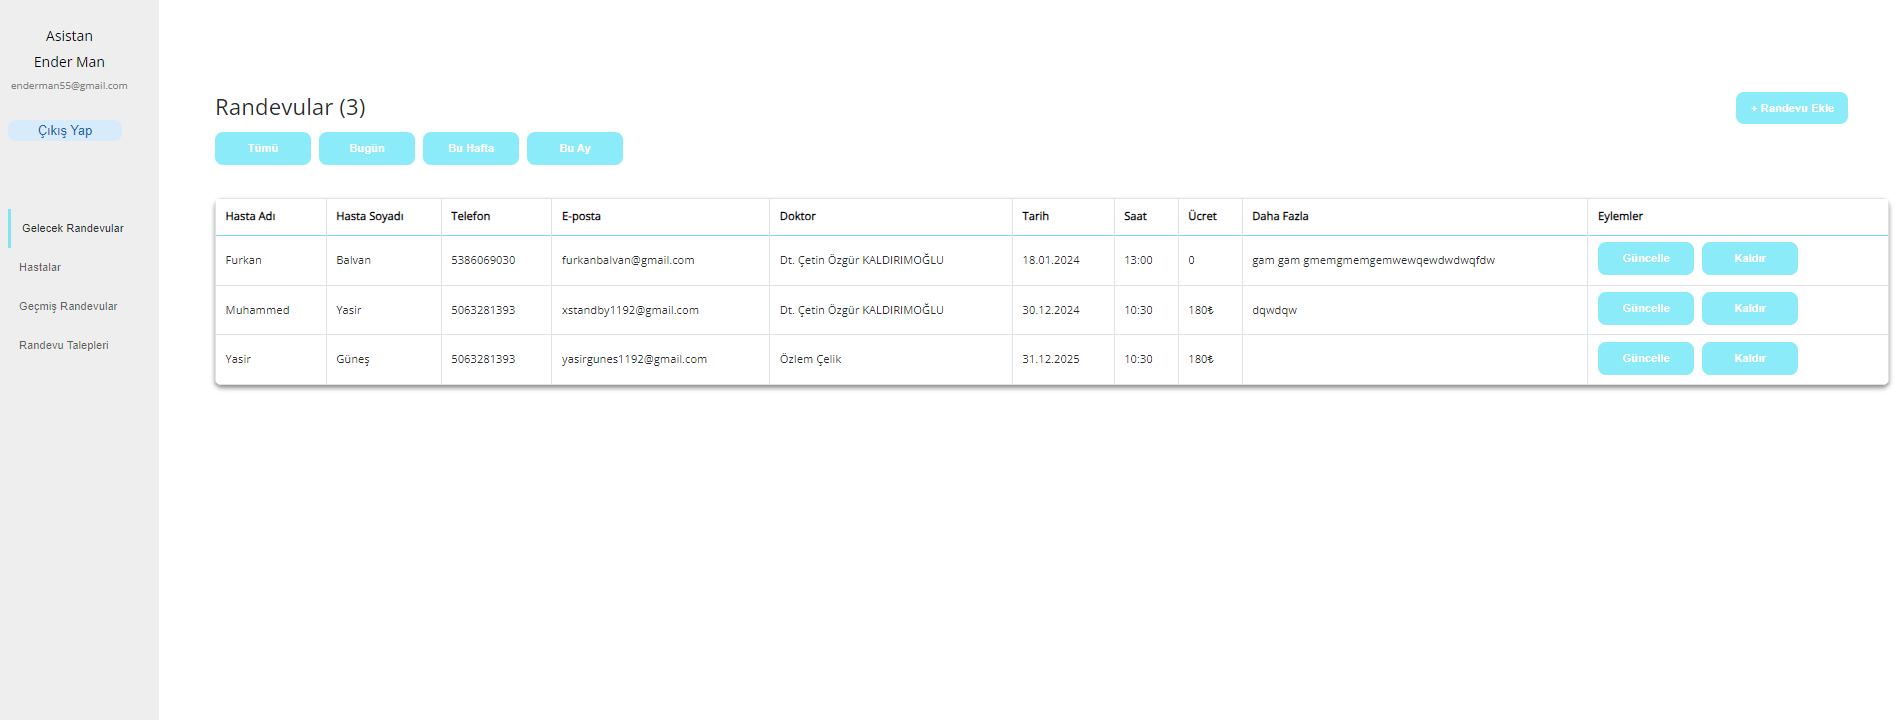 Asistan
Ender Man
enderman55@gmail.com
Çıkış Yap
Gelecek Randevular
Hastalar
Geçmiş Randevular
Randevu Talepleri
Randevular (3)
+ Randevu Ekle
Tümü Bugün Bu Hafta Bu Ay
Hasta Adı Hasta Soyadı Telefon E-posta Doktor Tarih Saat Ücret Daha Fazla Eylemler
Furkan Balvan 5386069030 furkanbalvan@gmail.com Dt. Çetin Özgür KALDIRIMOĞLU 18.01.2024 13:00 0 gam gam gmemgmemgemwewqewdwdwqfdw Güncelle Kaldır
Muhammed Yasir 5063281393 xstandby1192@gmail.com Dt. Çetin Özgür KALDIRIMOĞLU 30.12.2024 10:30 180₺ dqwdqw Güncelle Kaldır
Yasir Güneş 5063281393 yasirgunes1192@gmail.com Özlem Çelik 31.12.2025 10:30 180₺ Güncelle Kaldır